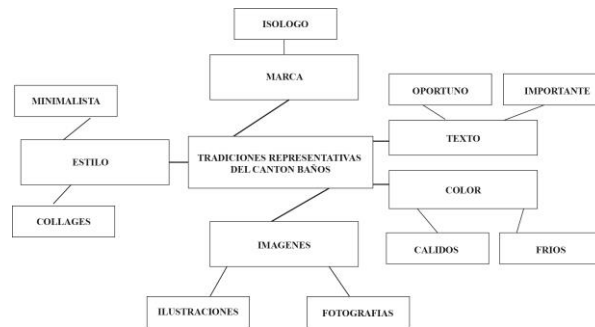 ISOLOGO
MARCA
MINIMALISTA
OPORTUNO
IMPORTANTE
TEXTO
ESTILO
TRADICIONES REPRESENTATIVAS
DEL CANTON BAÑOS
COLOR
COLLAGES
IMAGENES
CALIDOS
FRIOS
ILUSTRACIONES
FOTOGRAFIAS